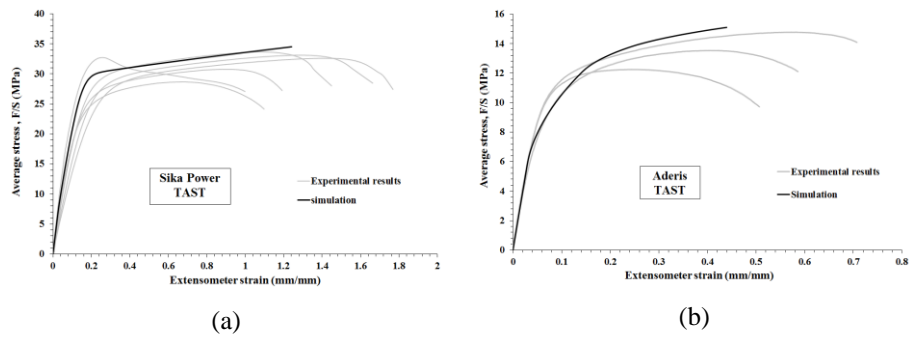 (a)
Average stress , F/S (MPa)
40
35
30
25
20
15
10
5
0
Sika Power
TAST
Experimental results
simulation
0 0.2 0.4 0.6 0.8 1 1.2 1.4 1.6 1.8 2
Extensometer strain (mm/mm)
(a)
(b)
Average stress, F/S (MPa)
16
14
12
10
8
6
4
2
0
Aderis
TAST
Experimental results
Simulation
0 0.1 0.2 0.3 0.4 0.5 0.6 0.7 0.8
Extensometer strain (mm/mm)
(b)